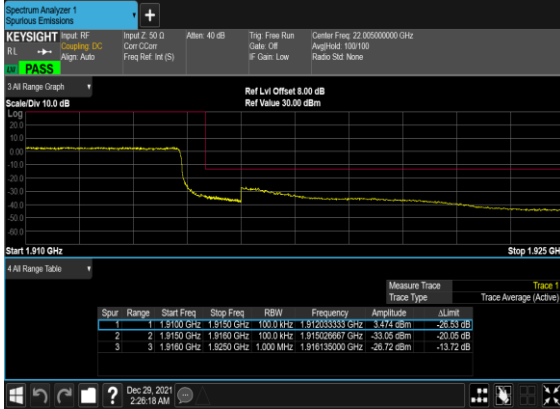 Spectrum Analyzer 1
Spurious Emissions
+
KEYSIGHT Input: RF Input Z: 50 Ω Atten: 40 dB Trig: Free Run Center Freq: 22.005000000 GHz
RL Coupling: DC Corr CCorr Gate: Off Avg|Hold: 100/100
Align: Auto Freq Ref: Int (S) IF Gain: Low Radio Std: None
PASS
3 All Range Graph
Ref Lvl Offset 8.00 dB
Scale/Div 10.0 dB Ref Value 30.00 dBm
Log
20.0
10.0
0.00
-10.0
-20.0
-30.0
-40.0
-50.0
-60.0
Start 1.910 GHz Stop 1.925 GH
4 All Range Table
Measure Trace Trace 1
Trace Type Trace Average (Active)
Spur Range Start Freq Stop Freq RBW Frequency Amplitude ΔLimit
1 1 1.9100 GHz 1.9150 GHz 100.0 kHz 1.912033333 GHz 3.474 dBm -26.53 dB
2 2 1.9150 GHz 1.9160 GHz 100.0 kHz 1.915026667 GHz -33.05 dBm -20.05 dB
3 3 1.9160 GHz 1.9250 GHz 1.000 MHz 1.916135000 GHz -26.72 dBm -13.72 dB
? Dec 29, 2021
2:26:18 AM